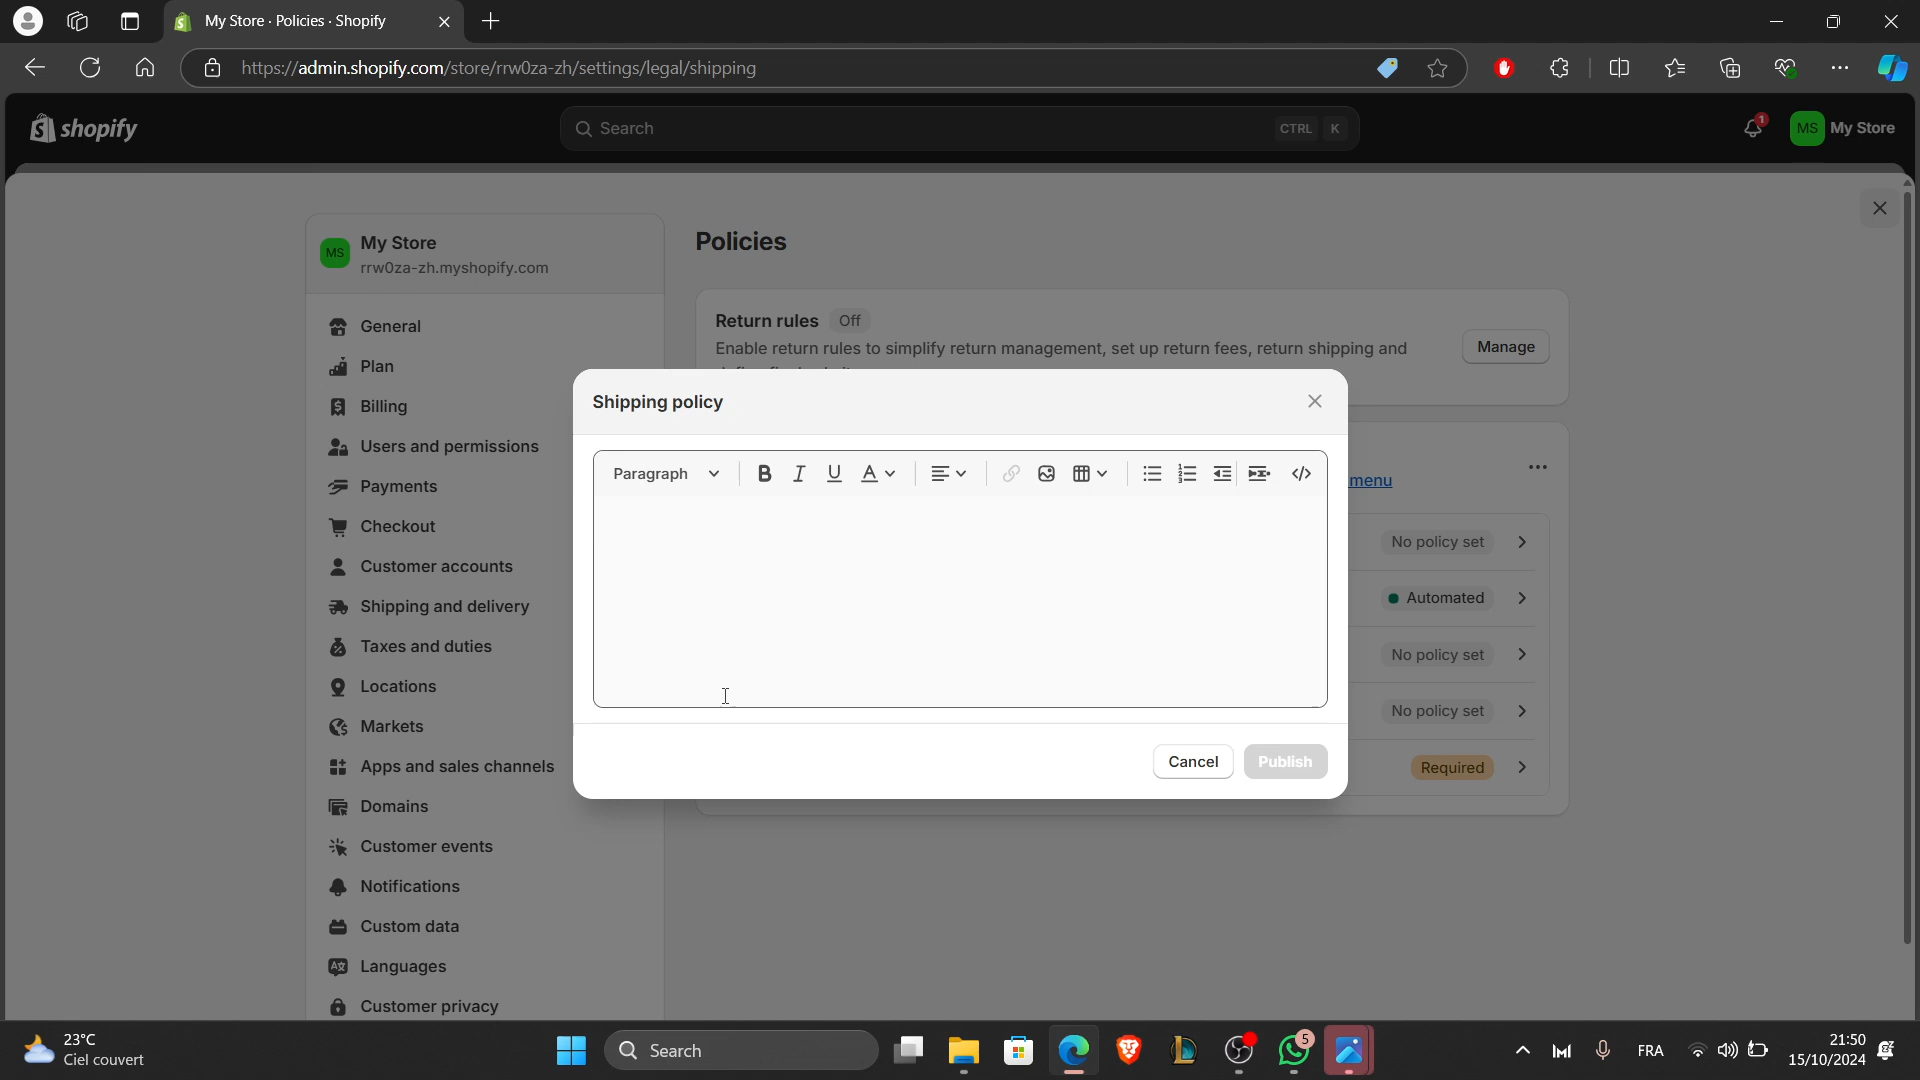 My Store · Policies · Shopify
https://admin.shopify.com/store/rrw0za-zh/settings/legal/shipping
shopify
Search
CTRL K
1
MS My Store
MS
My Store
rrw0za-zh.myshopify.com
General
Plan
Billing
Users and permissions
Payments
Checkout
Customer accounts
Shipping and delivery
Taxes and duties
Locations
Markets
Apps and sales channels
Domains
Customer events
Notifications
Custom data
Languages
Customer privacy
Policies
Return rules Off
Enable return rules to simplify return management, set up return fees, return shipping and
Manage
menu
No policy set
Automated
No policy set
No policy set
Required
Shipping policy
Paragraph
B I U A
Cancel Publish
23°C
Ciel couvert
Search
5
FRA
21:50
15/10/2024